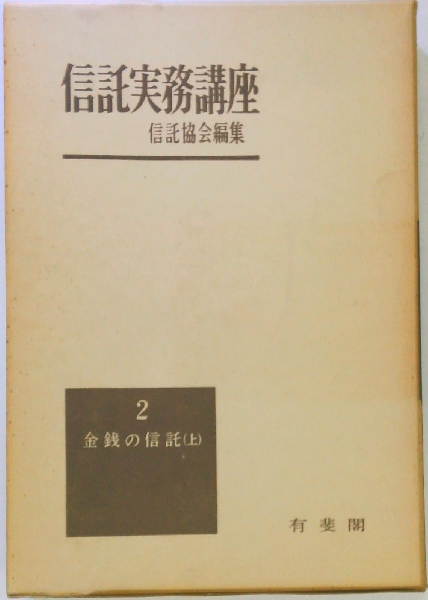 信託実務講座
信託協会編集
2
金銭の信託(上)
有斐閣